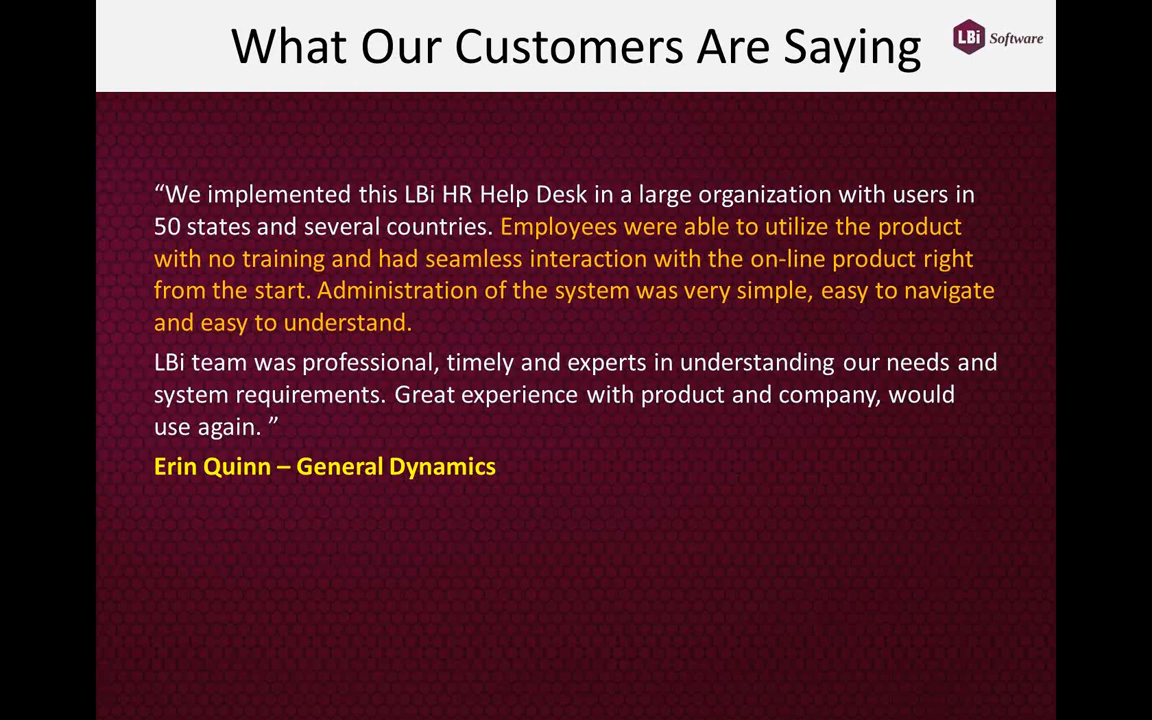 What Our Customers Are Saying
LBi Software
“We implemented this LBi HR Help Desk in a large organization with users in
50 states and several countries. Employees were able to utilize the product
with no training and had seamless interaction with the on-line product right
from the start. Administration of the system was very simple, easy to navigate
and easy to understand.
LBi team was professional, timely and experts in understanding our needs and
system requirements. Great experience with product and company, would
use again. ”
Erin Quinn – General Dynamics